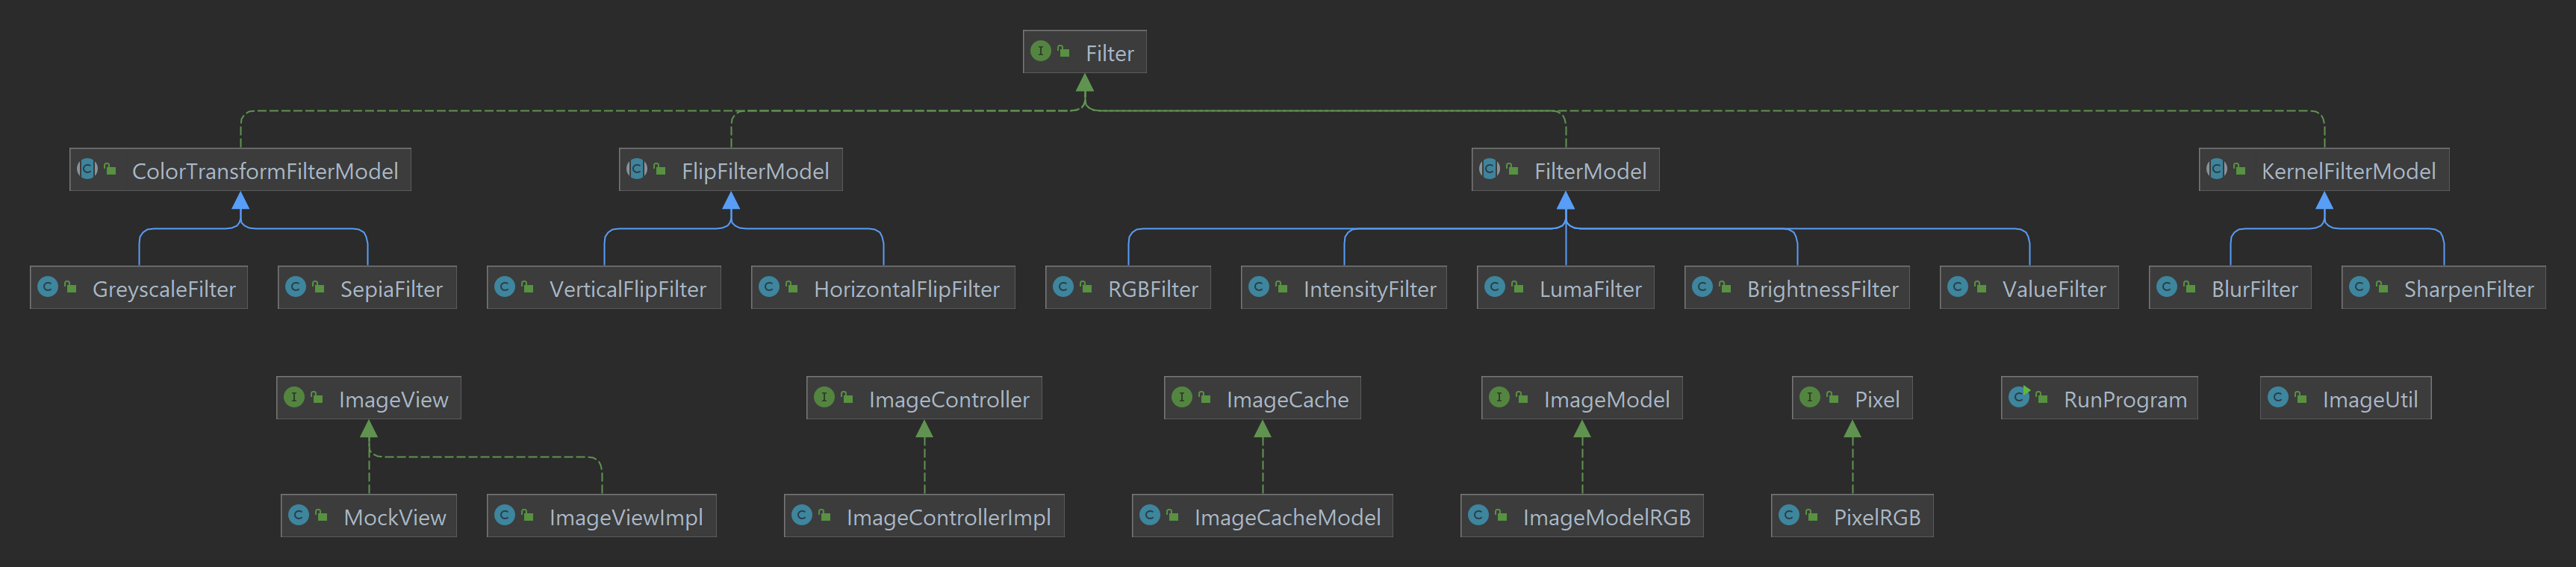 Filter
ColorTransformFilterModel
FlipFilterModel
FilterModel
KernelFilterModel
GreyscaleFilter
SepiaFilter
VerticalFlipFilter
HorizontalFlipFilter
RGBFilter
IntensityFilter
LumaFilter
BrightnessFilter
ValueFilter
BlurFilter
SharpenFilter
ImageView
ImageController
ImageCache
ImageModel
Pixel
RunProgram
ImageUtil
MockView
ImageViewImpl
ImageControllerImpl
ImageCacheModel
ImageModelRGB
PixelRGB